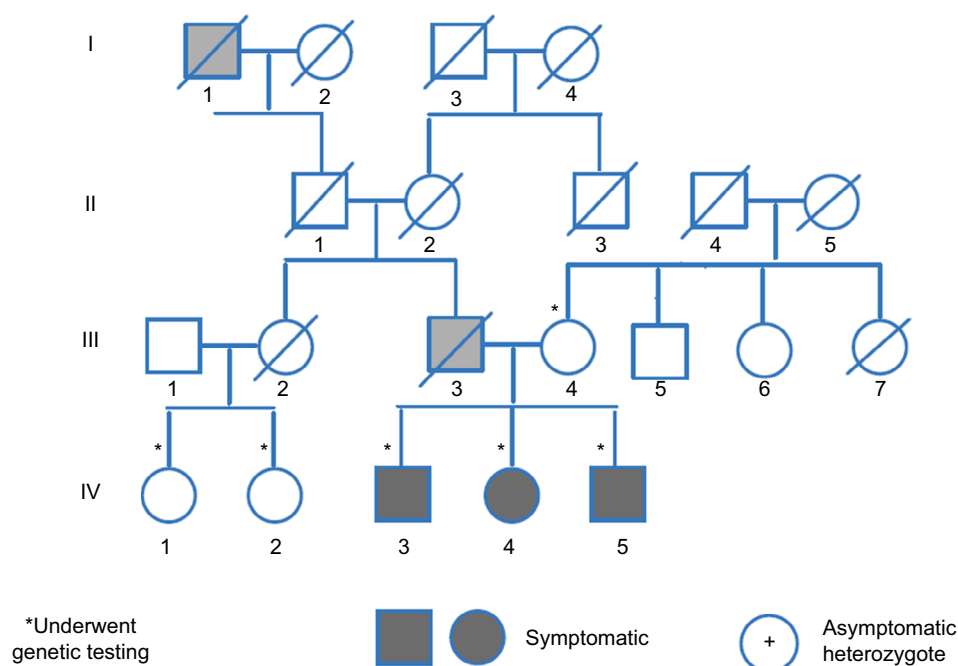 I
1 2 3 4
II
1 2 3 4 5
* 
III
1 2 3 4 5 6 7
* * * * *
IV
1 2 3 4 5
*Underwent
genetic testing
Symptomatic
+
Asymptomatic
heterozygote